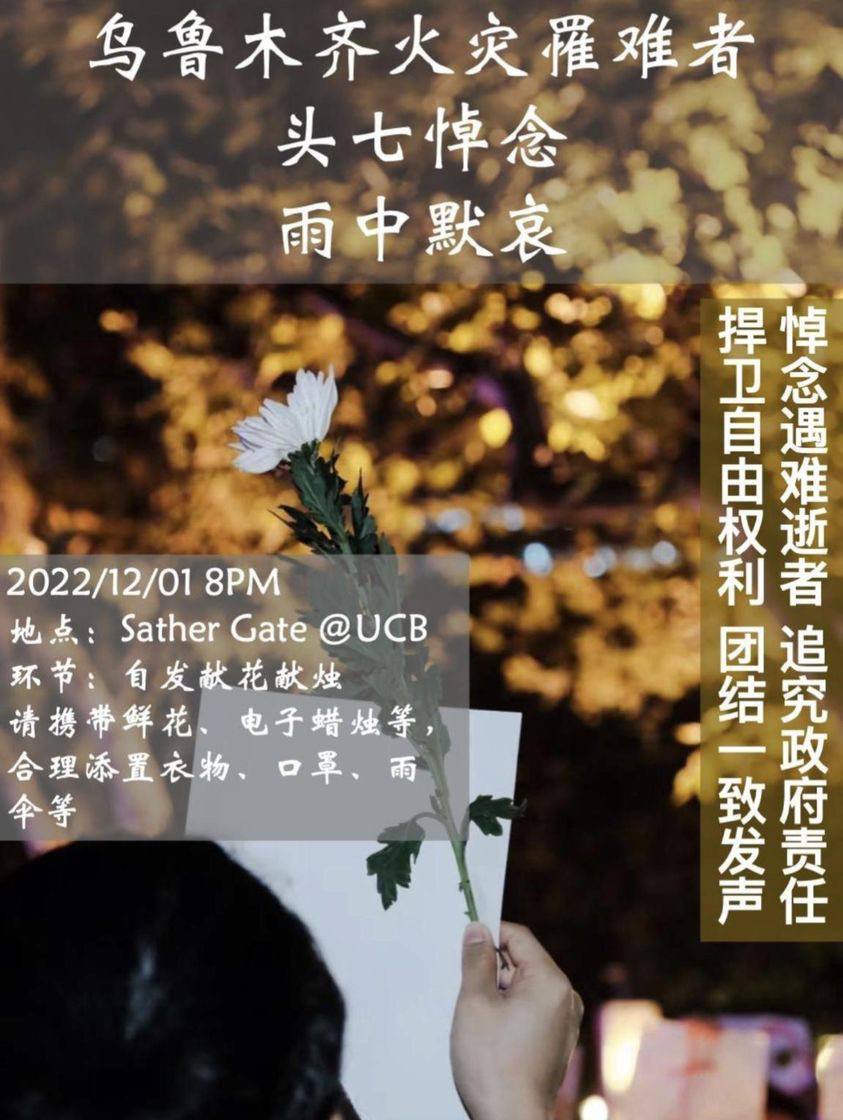 乌鲁木齐火灾罹难者
头七悼念
雨中默哀
悼念遇难逝者 追究政府责任
捍卫自由权利 团结一致发声
2022/12/01 8PM
地点：Sather Gate @UCB
环节：自发献花献烛
请携带鲜花、电子蜡烛等，
合理添置衣物、口罩、雨
伞等